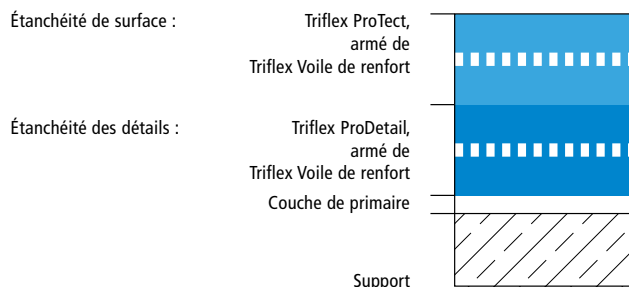 Étanchéité de surface :
Triflex ProTect,
armé de
Triflex Voile de renfort
Étanchéité des détails :
Triflex ProDetail,
armé de
Triflex Voile de renfort
Couche de primaire
Support